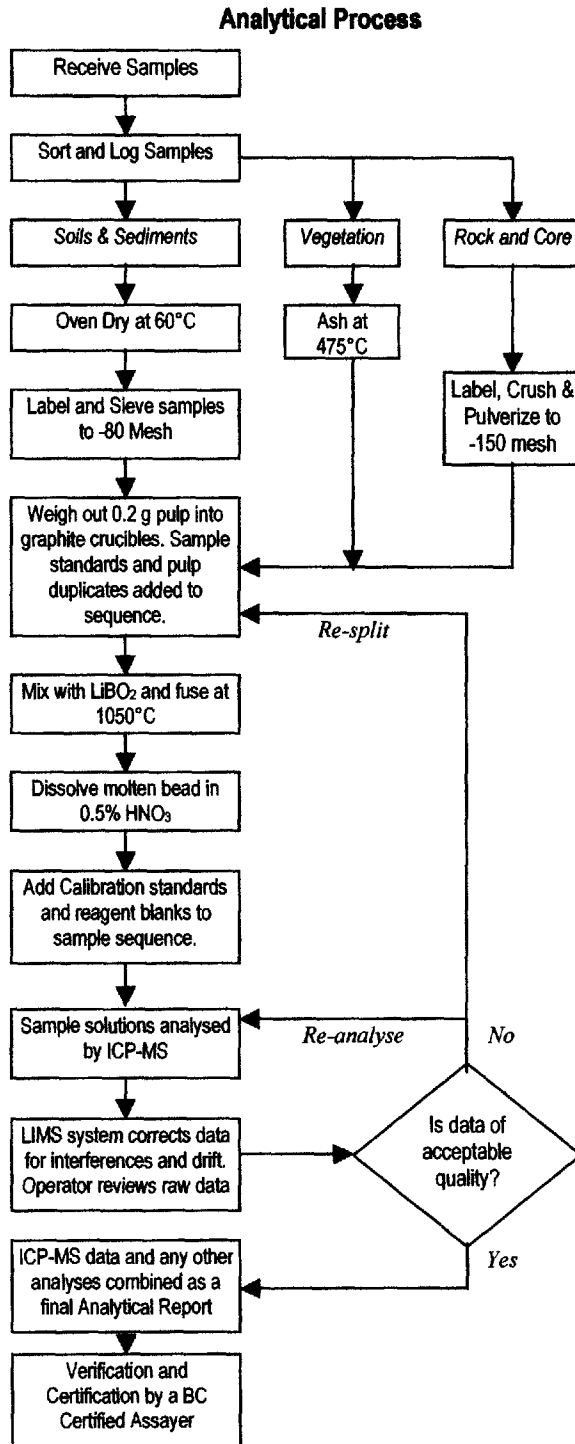 Analytical Process
Receive Samples
Sort and Log Samples
Soils & Sediments
Vegetation
Rock and Core
Oven Dry at 60°C
Ash at
475°C
Label and Sieve samples
to -80 Mesh
Label, Crush &
Pulverize to
-150 mesh
Weigh out 0.2 g pulp into
graphite crucibles. Sample
standards and pulp
duplicates added to
sequence.
Re-split
Mix with LiBO₂ and fuse at
1050°C
Dissolve molten bead in
0.5% HNO₃
Add Calibration standards
and reagent blanks to
sample sequence.
Sample solutions analysed
by ICP-MS
Re-analyse
No
LIMS system corrects data
for interferences and drift.
Operator reviews raw data
Is data of
acceptable
quality?
Yes
ICP-MS data and any other
analyses combined as a
final Analytical Report
Verification and
Certification by a BC
Certified Assayer